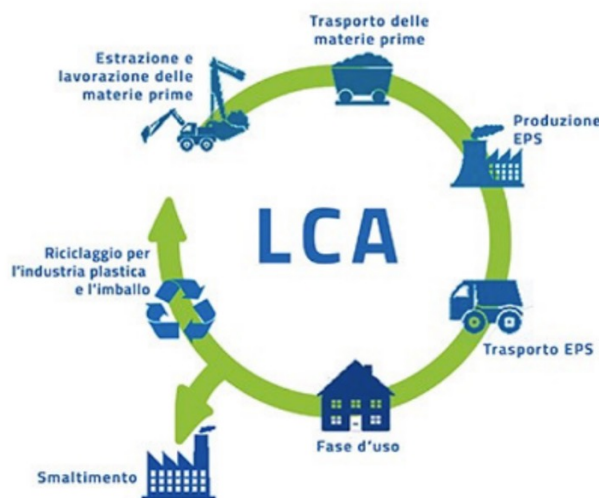 Trasporto delle
materie prime
Estrazione e
lavorazione delle
materie prime
Produzione
EPS
LCA
Riciclaggio per
l'industria plastica
e l'imballo
Trasporto EPS
Fase d'uso
Smaltimento